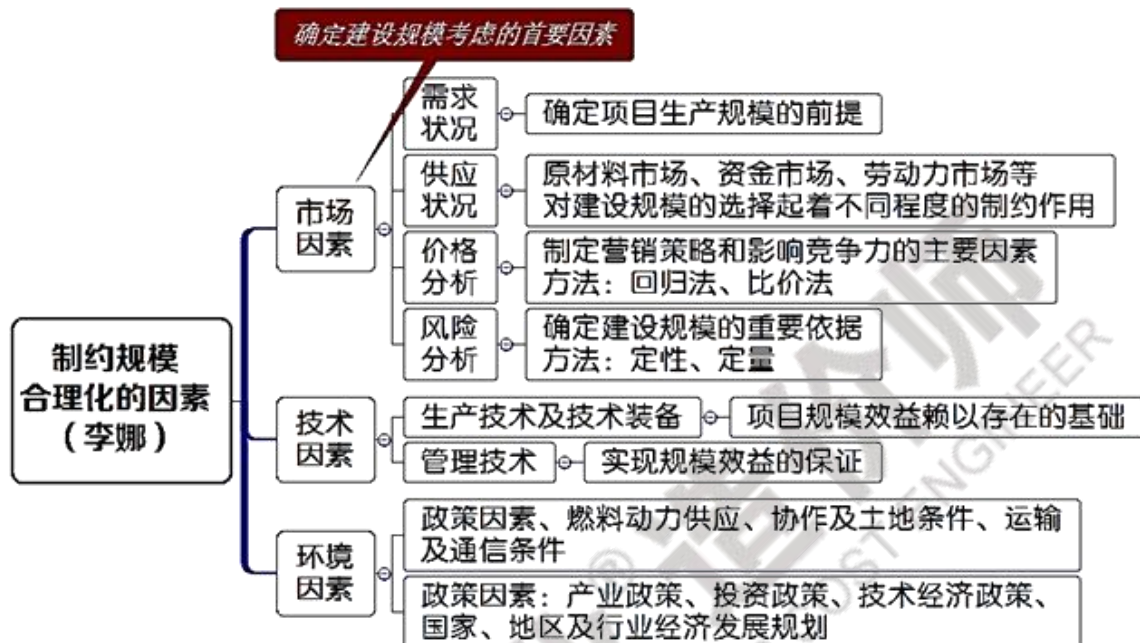 确定建设规模考虑的首要因素
需求
状况
确定项目生产规模的前提
供应
状况
原材料市场、资金市场、劳动力市场等
对建设规模的选择起着不同程度的制约作用
市场
因素
价格
分析
制定营销策略和影响竞争力的主要因素
方法：回归法、比价法
风险
分析
确定建设规模的重要依据
方法：定性、定量
制约规模
合理化的因素
（李娜）
技术
因素
生产技术及技术装备
项目规模效益赖以存在的基础
管理技术
实现规模效益的保证
环境
因素
政策因素、燃料动力供应、协作及土地条件、运输
及通信条件
政策因素：产业政策、投资政策、技术经济政策、
国家、地区及行业经济发展规划
造价师
®
COST ENGINEER